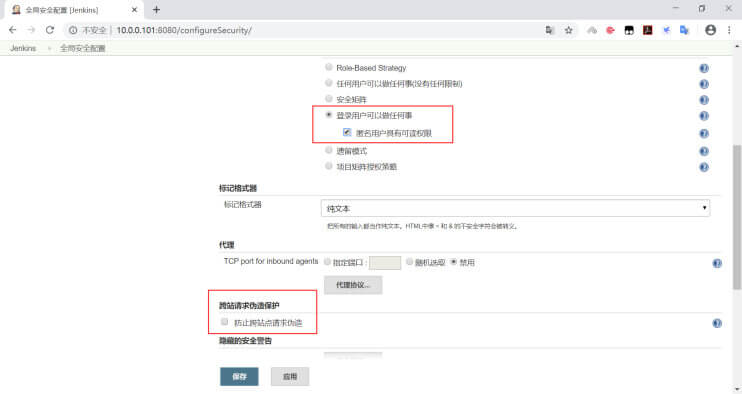 全局安全配置 [Jenkins]
不安全 | 10.0.0.101:8080/configureSecurity/
Jenkins 全局安全配置
Role-Based Strategy
任何用户可以做任何事(没有任何限制)
安全矩阵
登录用户可以做任何事
匿名用户具有可读权限
遗留模式
项目矩阵授权策略
标记格式器
标记格式器 纯文本
把所有的输入都当作纯文本。HTML中像 < 和 & 的不安全字符会被转义。
代理
TCP port for inbound agents 指定端口 : 随机选取 禁用
代理协议...
跨站请求伪造保护
防止跨站点请求伪造
隐藏的安全警告
保存 应用